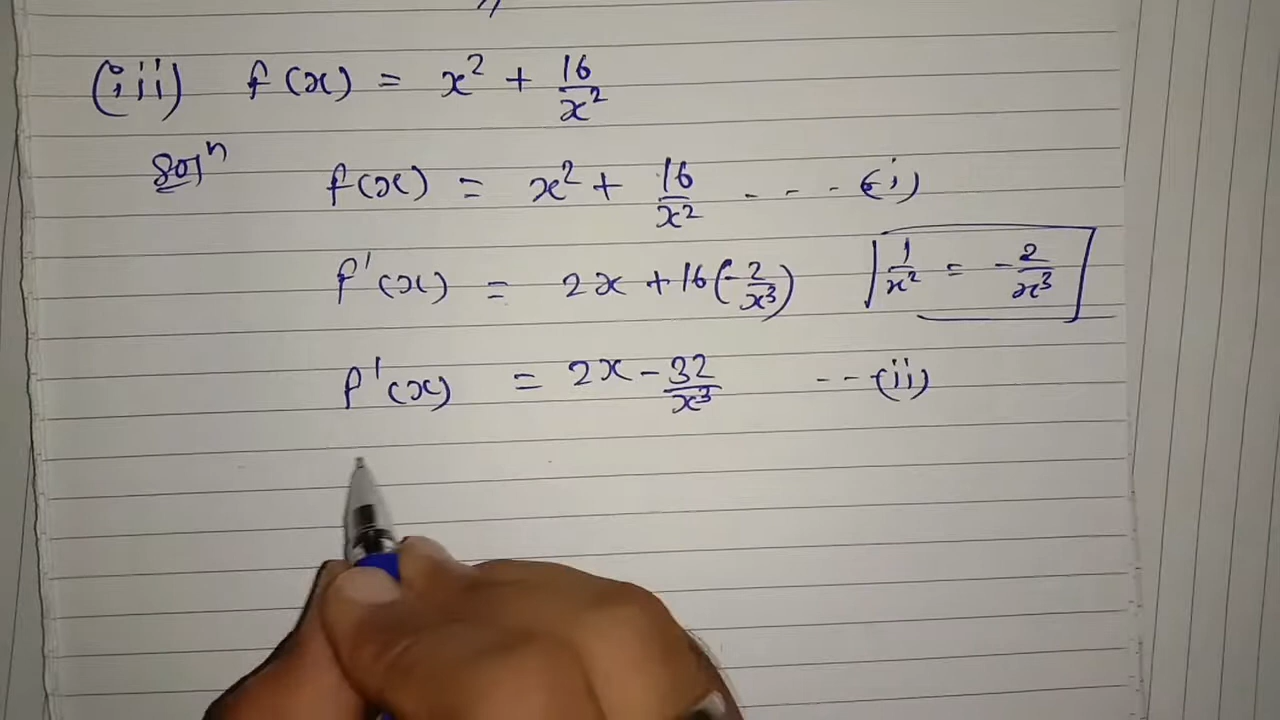 (iii) f(x) = x² + 16/x²
Solⁿ f(x) = x² + 16/x² - - - (i)
f'(x) = 2x + 16(-2/x³) 1/x² = -2/x³
f'(x) = 2x - 32/x³ - - (ii)